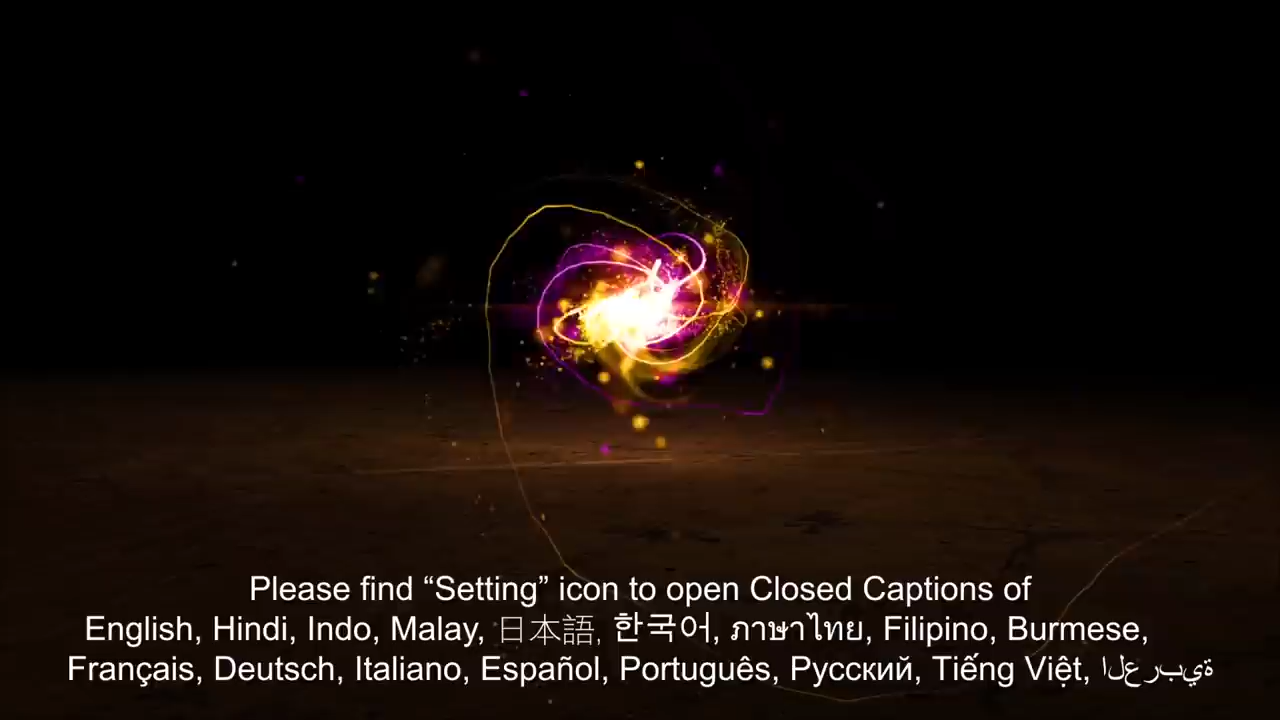 Please find “Setting” icon to open Closed Captions of
English, Hindi, Indo, Malay, 日本語, 한국어, ภาษาไทย, Filipino, Burmese,
Français, Deutsch, Italiano, Español, Português, Русский, Tiếng Việt, العربية